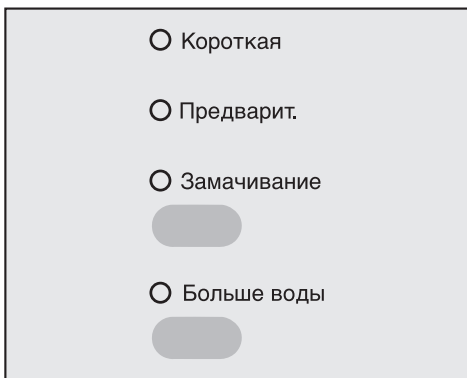 Короткая
Предварит.
Замачивание
Больше воды